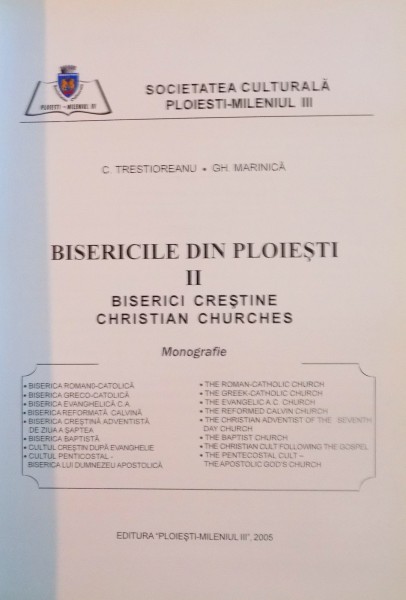 PLOIEŞTI - MILENIUL III
SOCIETATEA CULTURALĂ
PLOIESTI-MILENIUL III
C. TRESTIOREANU • GH. MARINICĂ
BISERICILE DIN PLOIEŞTI
II
BISERICI CREŞTINE
CHRISTIAN CHURCHES
Monografie
• BISERICA ROMANO-CATOLICĂ
• BISERICA GRECO-CATOLICĂ
• BISERICA EVANGHELICĂ C.A.
• BISERICA REFORMATĂ CALVINĂ
• BISERICA CREŞTINĂ ADVENTISTĂ
DE ZIUA A ŞAPTEA
• BISERICA BAPTISTĂ
• CULTUL CREŞTIN DUPĂ EVANGHELIE
• CULTUL PENTICOSTAL -
BISERICA LUI DUMNEZEU APOSTOLICĂ
• THE ROMAN-CATHOLIC CHURCH
• THE GREEK-CATHOLIC CHURCH
• THE EVANGELIC A.C. CHURCH
• THE REFORMED CALVIN CHURCH
• THE CHRISTIAN ADVENTIST OF THE SEVENTH
DAY CHURCH
• THE BAPTIST CHURCH
• THE CHRISTIAN CULT FOLLOWING THE GOSPEL
• THE PENTECOSTAL CULT –
THE APOSTOLIC GOD'S CHURCH
EDITURA "PLOIEŞTI-MILENIUL III", 2005